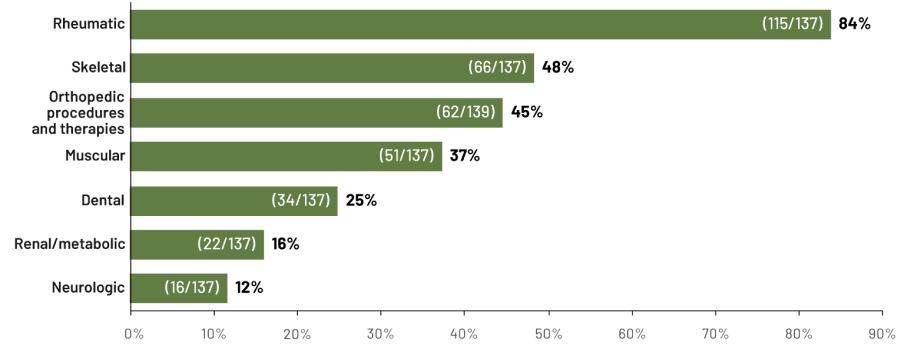 Rheumatic (115/137) 84%
Skeletal (66/137) 48%
Orthopedic
procedures
and therapies
(62/139) 45%
Muscular (51/137) 37%
Dental (34/137) 25%
Renal/metabolic (22/137) 16%
Neurologic (16/137) 12%
0% 10% 20% 30% 40% 50% 60% 70% 80% 90%